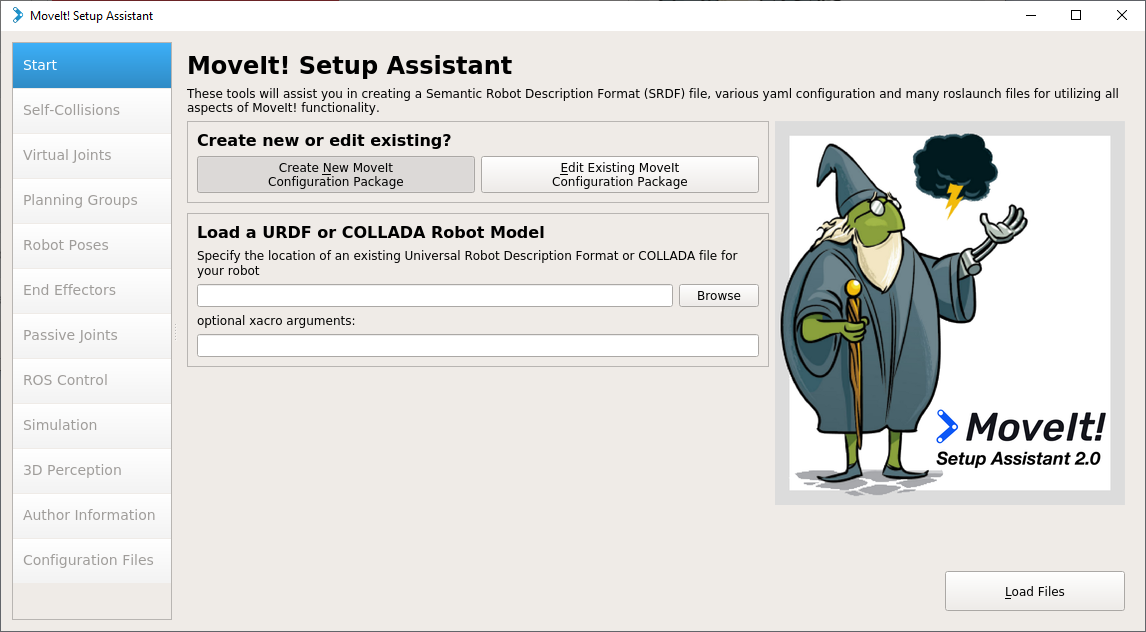 MoveIt! Setup Assistant
Start
Self-Collisions
Virtual Joints
Planning Groups
Robot Poses
End Effectors
Passive Joints
ROS Control
Simulation
3D Perception
Author Information
Configuration Files
MoveIt! Setup Assistant
These tools will assist you in creating a Semantic Robot Description Format (SRDF) file, various yaml configuration and many roslaunch files for utilizing all
aspects of MoveIt! functionality.
Create new or edit existing?
Create New MoveIt
Configuration Package
Edit Existing MoveIt
Configuration Package
Load a URDF or COLLADA Robot Model
Specify the location of an existing Universal Robot Description Format or COLLADA file for
your robot
Browse
optional xacro arguments:
MoveIt!
Setup Assistant 2.0
Load Files